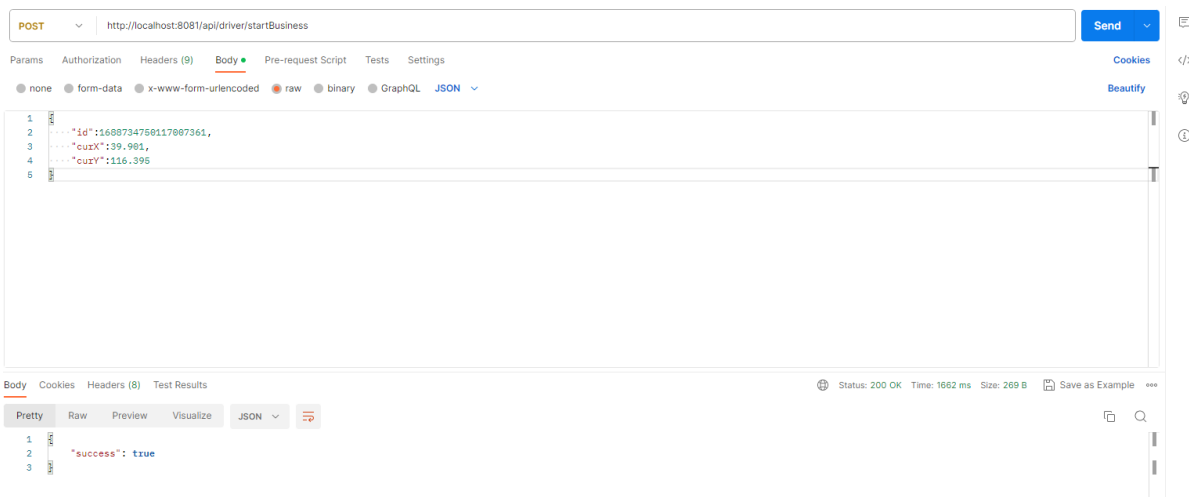 POST http://localhost:8081/api/driver/startBusiness Send
Params Authorization Headers (9) Body Pre-request Script Tests Settings Cookies
none form-data x-www-form-urlencoded raw binary GraphQL JSON Beautify
1 {
2 "id":1688734750117007361,
3 "curX":39.901,
4 "curY":116.395
5 }
Body Cookies Headers (8) Test Results Status: 200 OK Time: 1662 ms Size: 269 B Save as Example
Pretty Raw Preview Visualize JSON
1 {
2 "success": true
3 }